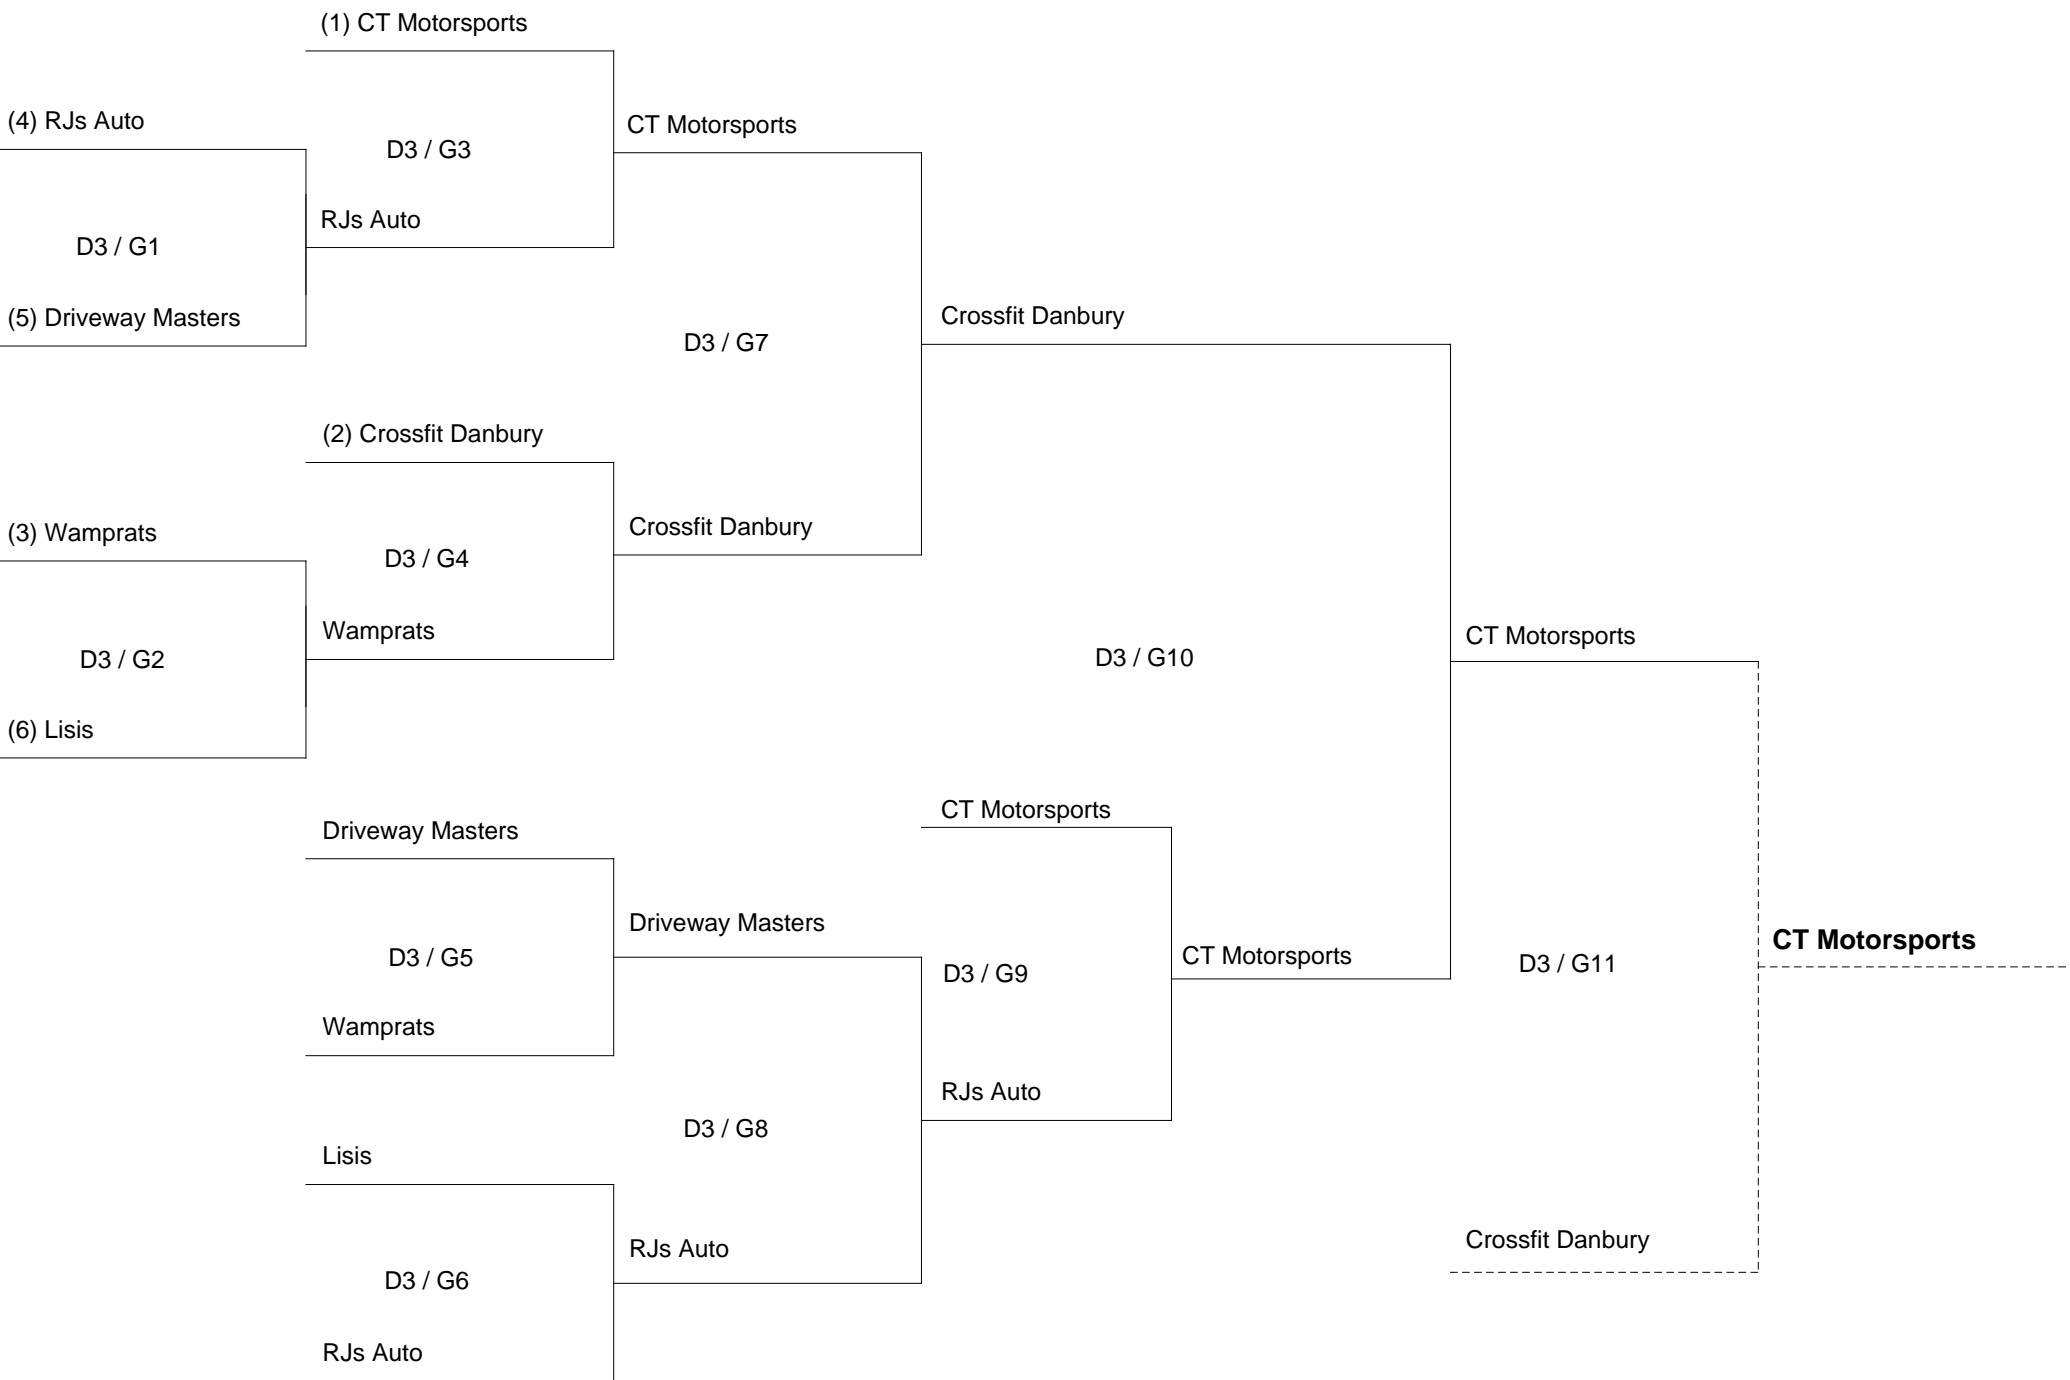 (1) CT Motorsports
(4) RJs Auto
CT Motorsports
D3 / G3
RJs Auto
D3 / G1
(5) Driveway Masters
Crossfit Danbury
D3 / G7
(2) Crossfit Danbury
(3) Wamprats
Crossfit Danbury
D3 / G4
Wamprats
CT Motorsports
D3 / G2
D3 / G10
(6) Lisis
CT Motorsports
Driveway Masters
Driveway Masters
CT Motorsports
D3 / G5
CT Motorsports
D3 / G9
D3 / G11
Wamprats
RJs Auto
D3 / G8
Lisis
Crossfit Danbury
RJs Auto
D3 / G6
RJs Auto